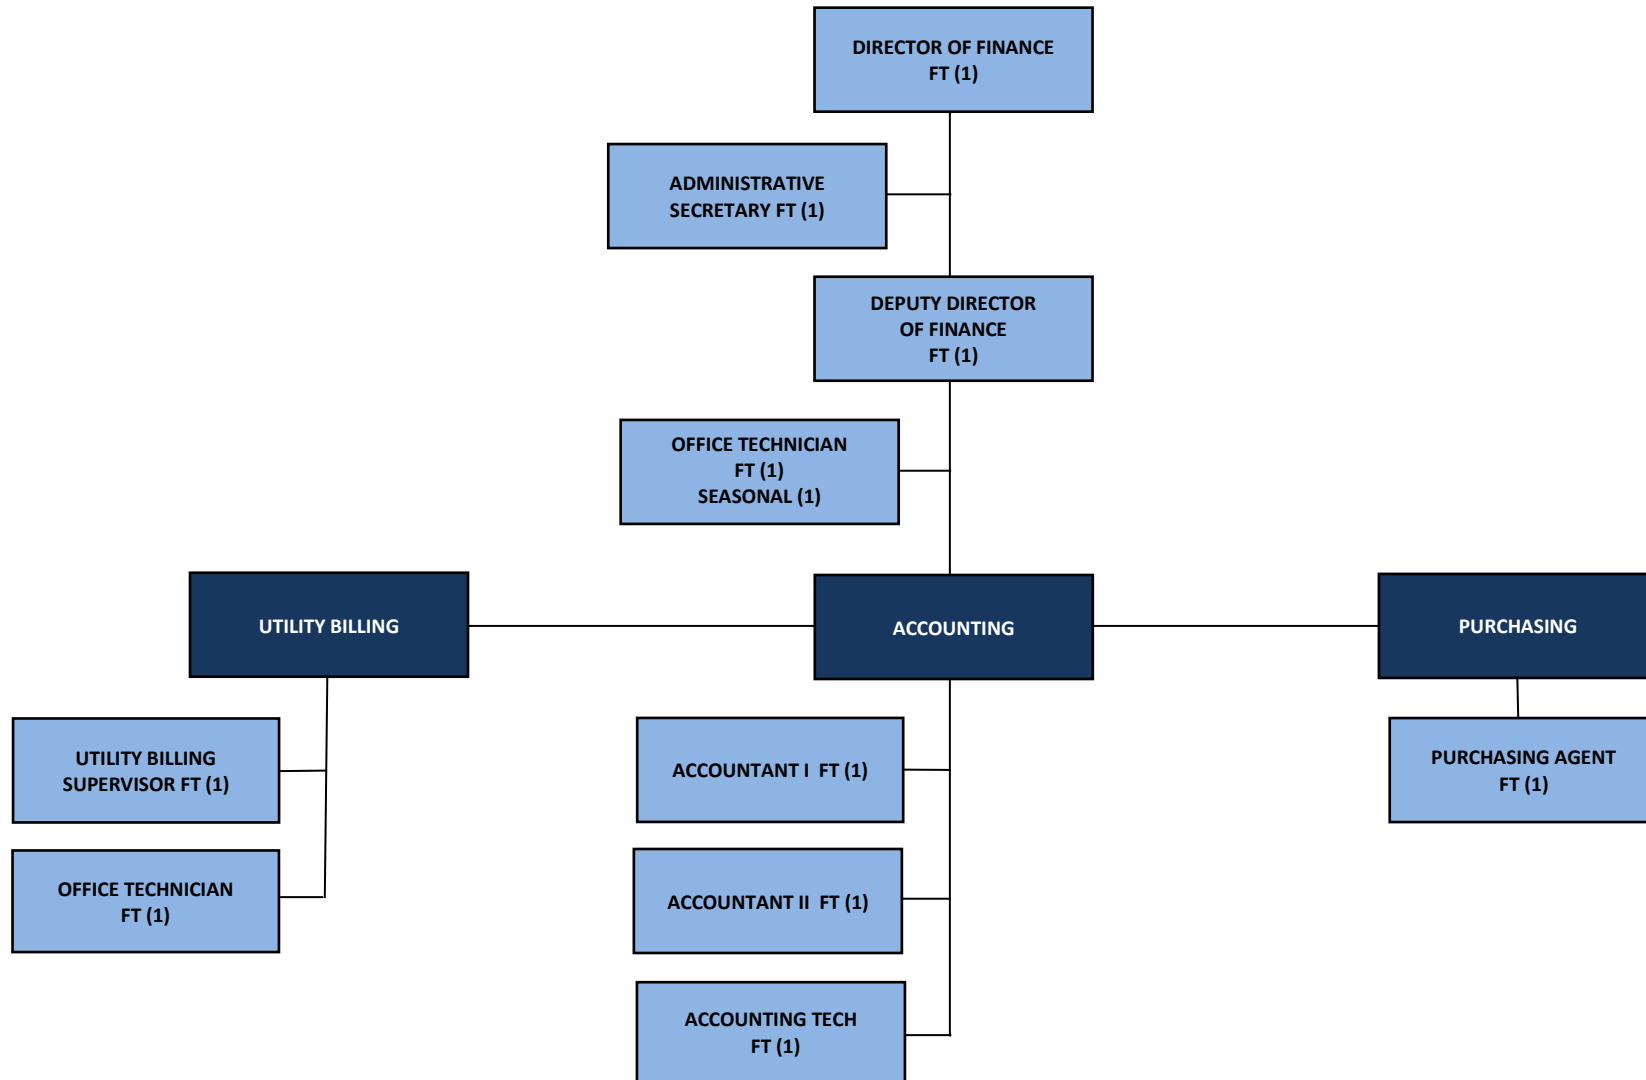 DIRECTOR OF FINANCE
FT (1)
ADMINISTRATIVE
SECRETARY FT (1)
DEPUTY DIRECTOR
OF FINANCE
FT (1)
OFFICE TECHNICIAN
FT (1)
SEASONAL (1)
UTILITY BILLING
ACCOUNTING
PURCHASING
UTILITY BILLING
SUPERVISOR FT (1)
ACCOUNTANT I  FT (1)
PURCHASING AGENT
FT (1)
OFFICE TECHNICIAN
FT (1)
ACCOUNTANT II  FT (1)
ACCOUNTING TECH
FT (1)